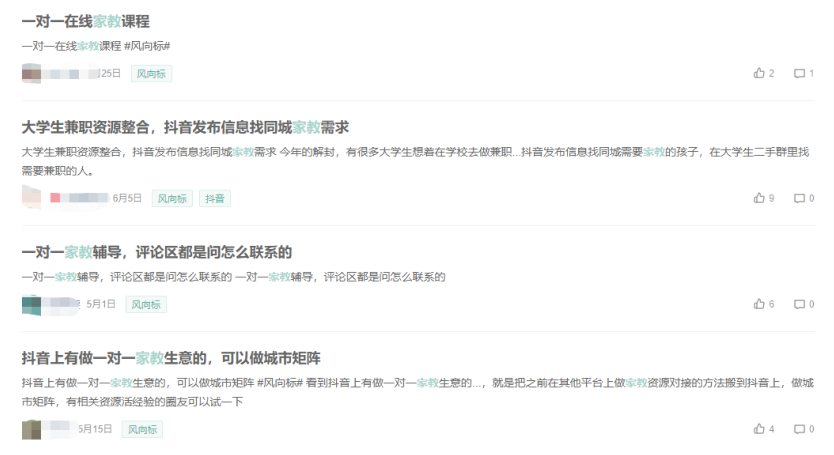 一对一在线家教课程
一对一在线家教课程 #风向标#
25日 风向标 2 1
大学生兼职资源整合，抖音发布信息找同城家教需求
大学生兼职资源整合，抖音发布信息找同城家教需求 今年的解封，有很多大学生想着在学校去做兼职...抖音发布信息找同城需要家教的孩子，在大学生二手群里找
需要兼职的人。
6月5日 风向标 抖音 9 0
一对一家教辅导，评论区都是问怎么联系的
一对一家教辅导，评论区都是问怎么联系的 一对一家教辅导，评论区都是问怎么联系的
5月1日 风向标 6 0
抖音上有做一对一家教生意的，可以做城市矩阵
抖音上有做一对一家教生意的，可以做城市矩阵 #风向标# 看到抖音上有做一对一家教生意的...，就是把之前在其他平台上做家教资源对接的方法搬到抖音上，做城
市矩阵，有相关资源活经验的圈友可以试一下
5月15日 风向标 4 0